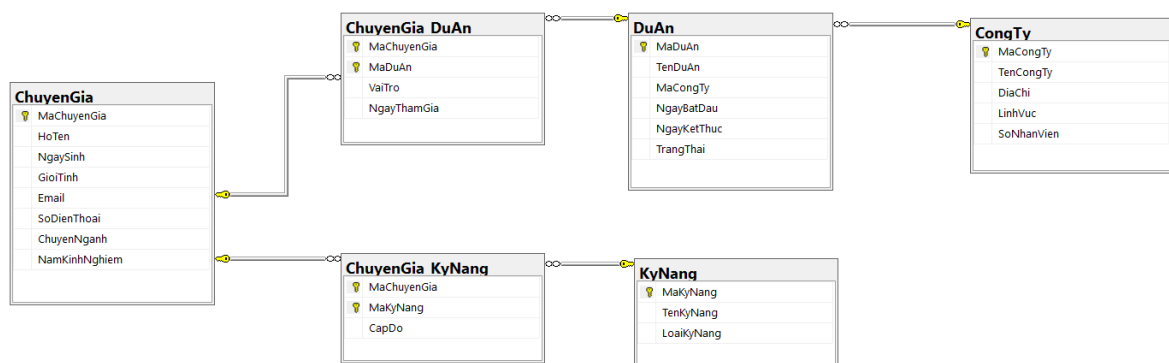 ChuyenGia
MaChuyenGia
HoTen
NgaySinh
GioiTinh
Email
SoDienThoai
ChuyenNganh
NamKinhNghiem
ChuyenGia_DuAn
MaChuyenGia
MaDuAn
VaiTro
NgayThamGia
DuAn
MaDuAn
TenDuAn
MaCongTy
NgayBatDau
NgayKetThuc
TrangThai
CongTy
MaCongTy
TenCongTy
DiaChi
LinhVuc
SoNhanVien
ChuyenGia_KyNang
MaChuyenGia
MaKyNang
CapDo
KyNang
MaKyNang
TenKyNang
LoaiKyNang